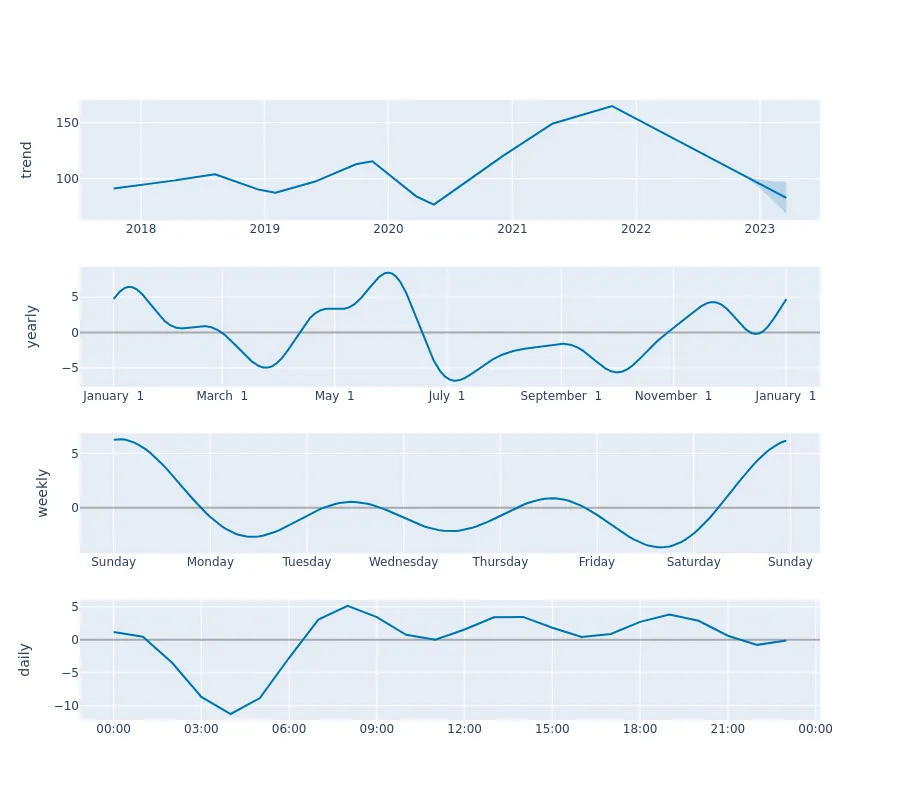 trend
150
100
2018 2019 2020 2021 2022 2023
yearly
5
0
−5
January 1 March 1 May 1 July 1 September 1 November 1 January 1
weekly
5
0
Sunday Monday Tuesday Wednesday Thursday Friday Saturday Sunday
daily
5
0
−5
−10
00:00 03:00 06:00 09:00 12:00 15:00 18:00 21:00 00:00